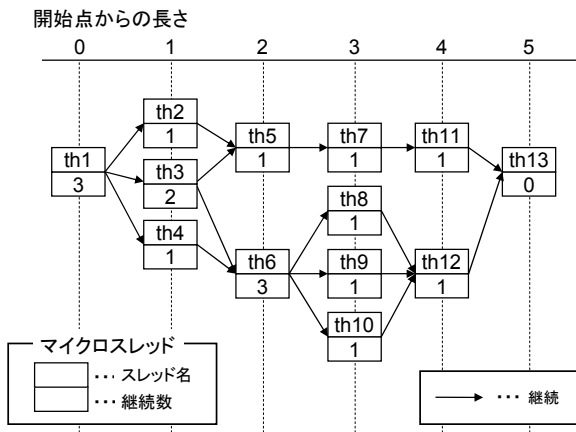 開始点からの長さ
0 1 2 3 4 5
th1
3
th2
1
th3
2
th4
1
th5
1
th6
3
th7
1
th8
1
th9
1
th10
1
th11
1
th12
1
th13
0
マイクロスレッド
… スレッド名
… 継続数
… 継続